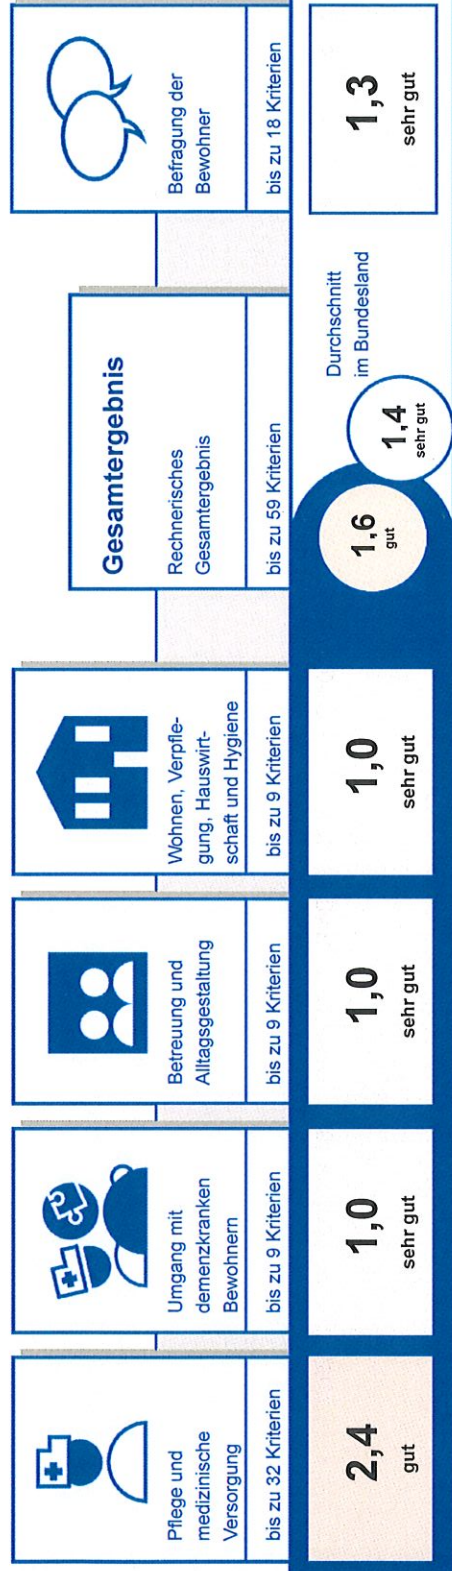 Pflege und
medizinische
Versorgung
bis zu 32 Kriterien
2,4
gut
Umgang mit
demenzkranken
Bewohnern
bis zu 9 Kriterien
1,0
sehr gut
Betreuung und
Alltagsgestaltung
bis zu 9 Kriterien
1,0
sehr gut
Wohnen, Verpfle-
gung, Hauswirt-
schaft und Hygiene
bis zu 9 Kriterien
1,0
sehr gut
Gesamtergebnis
Rechnerisches
Gesamtergebnis
bis zu 59 Kriterien
1,6
gut
Durchschnitt
im Bundesland
1,4
sehr gut
Befragung der
Bewohner
bis zu 18 Kriterien
1,3
sehr gut